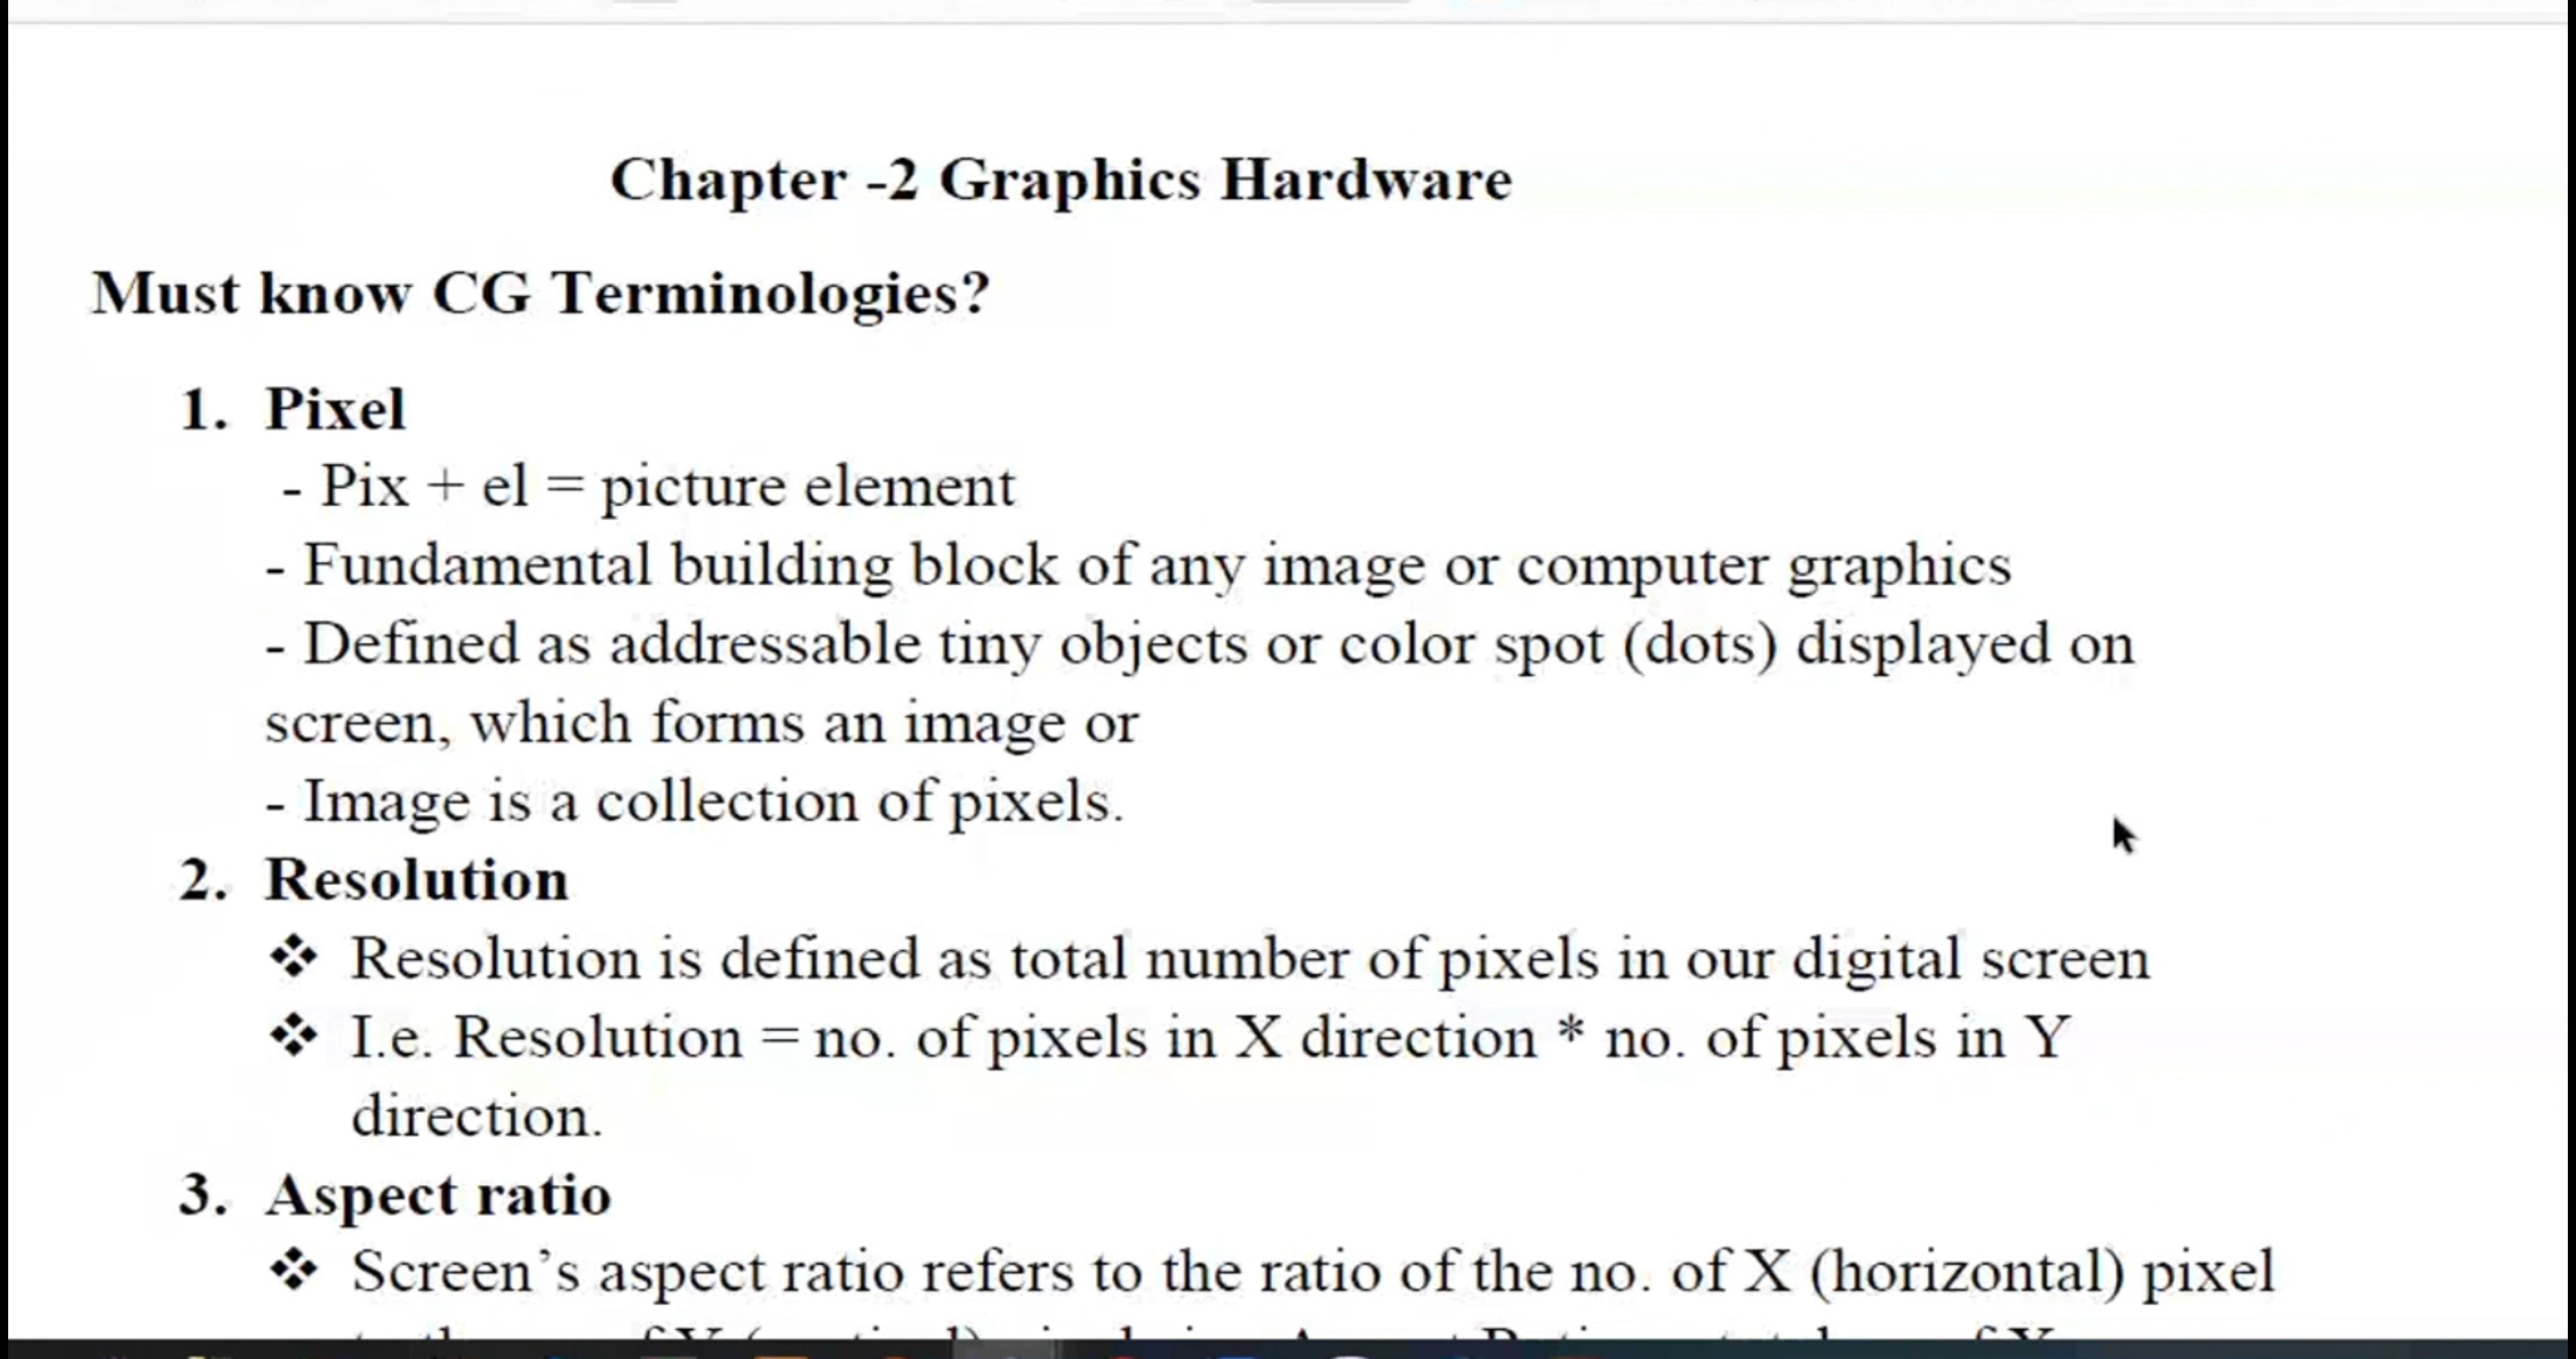 Chapter -2 Graphics Hardware
Must know CG Terminologies?
1. Pixel
- Pix + el = picture element
- Fundamental building block of any image or computer graphics
- Defined as addressable tiny objects or color spot (dots) displayed on
screen, which forms an image or
- Image is a collection of pixels.
2. Resolution
❖ Resolution is defined as total number of pixels in our digital screen
❖ I.e. Resolution = no. of pixels in X direction * no. of pixels in Y
direction.
3. Aspect ratio
❖ Screen’s aspect ratio refers to the ratio of the no. of X (horizontal) pixel